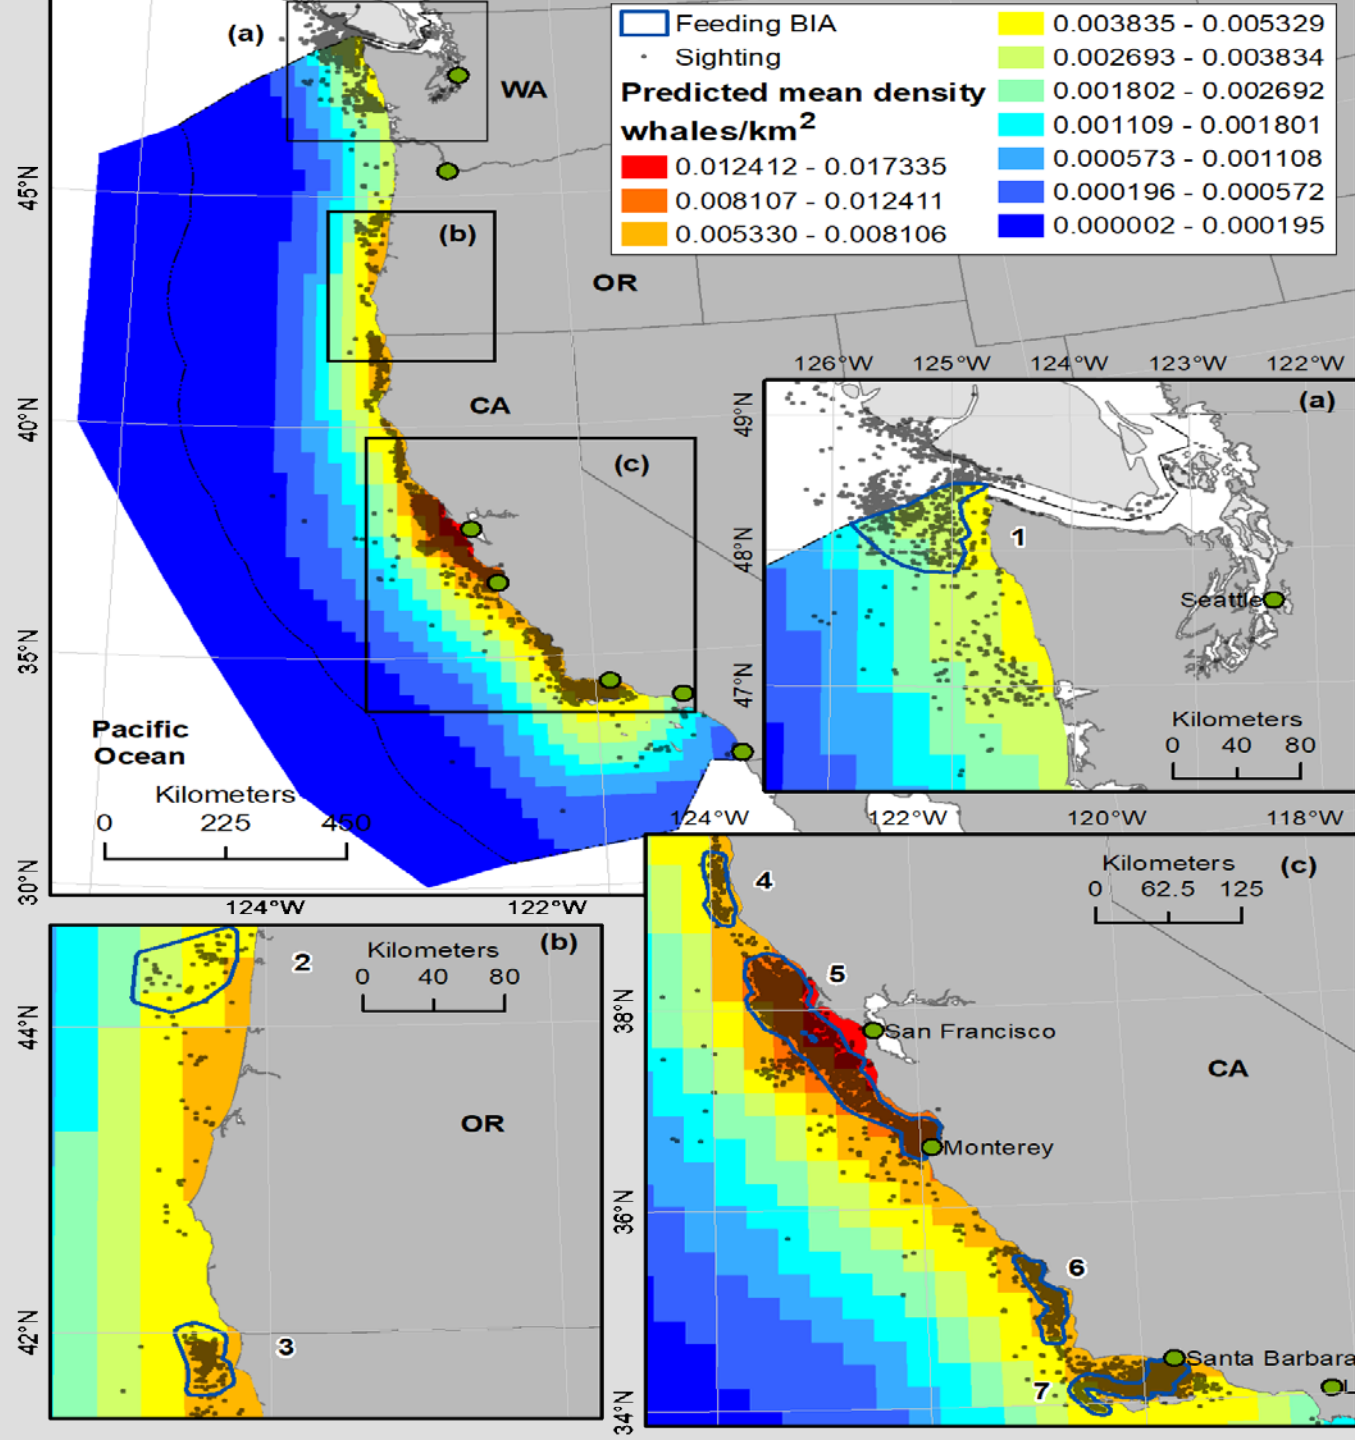 (a)
WA
(b)
OR
CA
(c)
45°N
40°N
35°N
30°N
Pacific
Ocean
Kilometers
0 225 450
Feeding BIA
Sighting
Predicted mean density
whales/km²
0.012412 - 0.017335
0.008107 - 0.012411
0.005330 - 0.008106
0.003835 - 0.005329
0.002693 - 0.003834
0.001802 - 0.002692
0.001109 - 0.001801
0.000573 - 0.001108
0.000196 - 0.000572
0.000002 - 0.000195
126°W 125°W 124°W 123°W 122°W
(a)
49°N
48°N
47°N
1
Seattle
Kilometers
0 40 80
124°W 122°W
(b)
Kilometers
0 40 80
2
44°N
OR
42°N
3
124°W 122°W 120°W 118°W
(c)
Kilometers
0 62.5 125
4
5
38°N
San Francisco
CA
Monterey
36°N
6
Santa Barbara
7
L
34°N